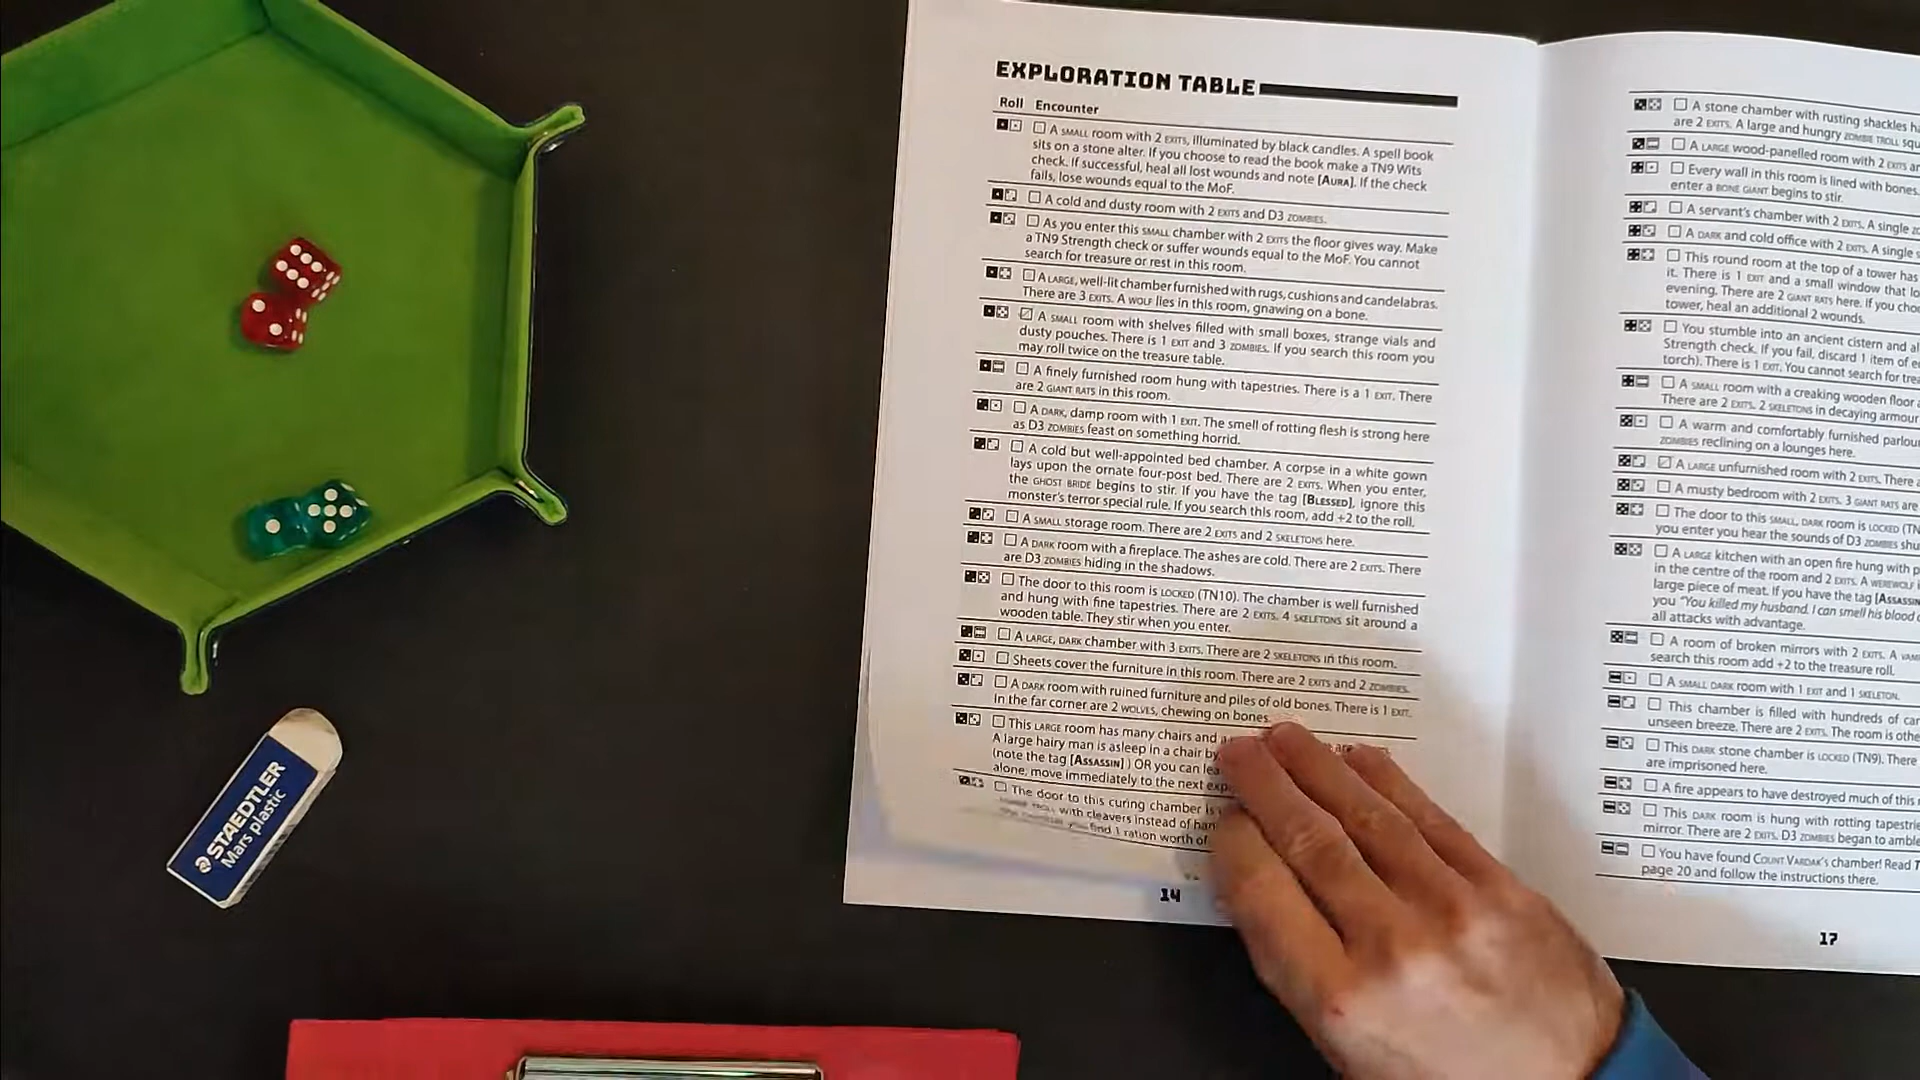 EXPLORATION TABLE
Roll Encounter
A SMALL room with 2 EXITS, illuminated by black candles. A spell book
sits on a stone alter. If you choose to read the book make a TN9 Wits
check. If successful, heal all lost wounds and note [AURA]. If the check
fails, lose wounds equal to the MoF.
A cold and dusty room with 2 EXITS and D3 ZOMBIES.
As you enter this SMALL chamber with 2 EXITS the floor gives way. Make
a TN9 Strength check or suffer wounds equal to the MoF. You cannot
search for treasure or rest in this room.
A LARGE, well-lit chamber furnished with rugs, cushions and candelabras.
There are 3 EXITS. A WOLF lies in this room, gnawing on a bone.
A SMALL room with shelves filled with small boxes, strange vials and
dusty pouches. There is 1 EXIT and 3 ZOMBIES. If you search this room you
may roll twice on the treasure table.
A finely furnished room hung with tapestries. There is a 1 EXIT. There
are 2 GIANT RATS in this room.
A DARK, damp room with 1 EXIT. The smell of rotting flesh is strong here
as D3 ZOMBIES feast on something horrid.
A cold but well-appointed bed chamber. A corpse in a white gown
lays upon the ornate four-post bed. There are 2 EXITS. When you enter,
the GHOST BRIDE begins to stir. If you have the tag [BLESSED], ignore this
monster's terror special rule. If you search this room, add +2 to the roll.
A SMALL storage room. There are 2 EXITS and 2 SKELETONS here.
A DARK room with a fireplace. The ashes are cold. There are 2 EXITS. There
are D3 ZOMBIES hiding in the shadows.
The door to this room is LOCKED (TN10). The chamber is well furnished
and hung with fine tapestries. There are 2 EXITS. 4 SKELETONS sit around a
wooden table. They stir when you enter.
A LARGE, DARK chamber with 3 EXITS. There are 2 SKELETONS in this room.
Sheets cover the furniture in this room. There are 2 EXITS and 2 ZOMBIES.
A DARK room with ruined furniture and piles of old bones. There is 1 EXIT.
In the far corner are 2 WOLVES, chewing on bones.
This LARGE room has many chairs and a
A large hairy man is asleep in a chair by
(note the tag [ASSASSIN] ) OR you can
alone, move immediately to the next
The door to this curing chamber is
with cleavers instead of
find 1 ration worth of
14
A stone chamber with rusting shackles
are 2 EXITS. A large and hungry ZOMBIE TROLL
A LARGE wood-panelled room with 2 EXITS
Every wall in this room is lined with bones.
enter a BONE GIANT begins to stir.
A servant's chamber with 2 EXITS. A single
A DARK and cold office with 2 EXITS. A single
This round room at the top of a tower has
it. There is 1 EXIT and a small window that
evening. There are 2 GIANT RATS here. If you
tower, heal an additional 2 wounds.
You stumble into an ancient cistern and
Strength check. If you fail, discard 1 item of
torch). There is 1 EXIT. You cannot search for
A SMALL room with a creaking wooden floor
There are 2 EXITS. 2 SKELETONS in decaying armour
A warm and comfortably furnished
ZOMBIES reclining on a lounges here.
A LARGE unfurnished room with 2 EXITS. There
A musty bedroom with 2 EXITS. 3 GIANT RATS are
The door to this SMALL, DARK room is LOCKED
you enter you hear the sounds of D3 ZOMBIES
A LARGE kitchen with an open fire hung with
in the centre of the room and 2 EXITS. A WEREWOLF
large piece of meat. If you have the tag
you "You killed my husband. I can smell his blood
all attacks with advantage.
A room of broken mirrors with 2 EXITS. A
search this room add +2 to the treasure roll.
A SMALL DARK room with 1 EXIT and 1 SKELETON.
This chamber is filled with hundreds of
unseen breeze. There are 2 EXITS. The room is
This DARK stone chamber is LOCKED (TN9). There
are imprisoned here.
A fire appears to have destroyed much of this
This DARK room is hung with rotting
mirror. There are 2 EXITS. D3 ZOMBIES began to
You have found COUNT VARDAK'S chamber! Read
page 20 and follow the instructions there.
17
STAEDTLER
Mars plastic